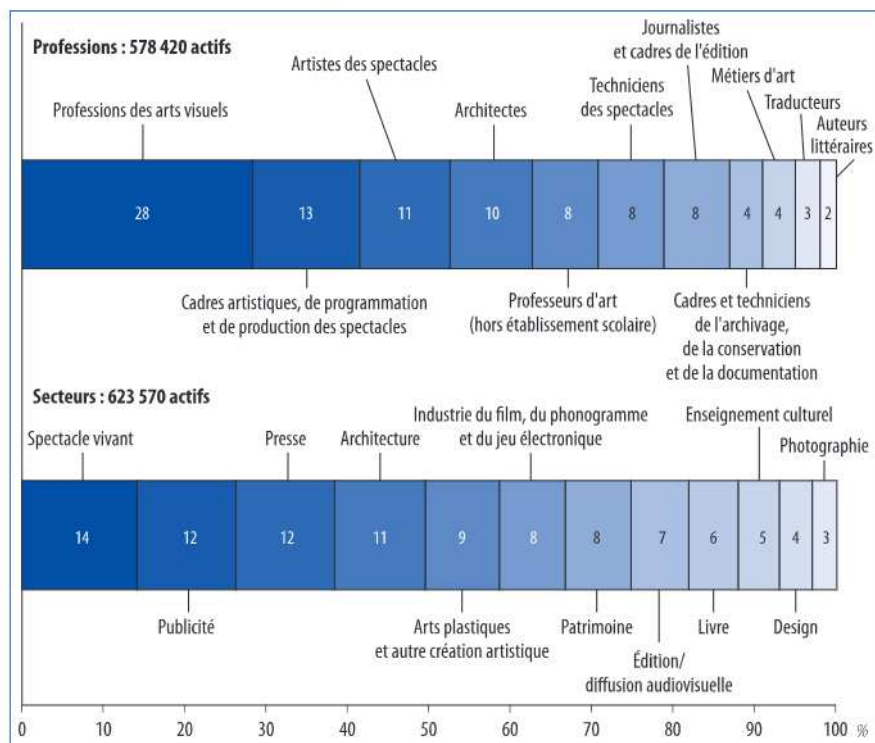 Professions : 578 420 actifs
Professions des arts visuels
Artistes des spectacles
Architectes
Techniciens
des spectacles
Journalistes
et cadres de l'édition
Métiers d'art
Traducteurs
Auteurs
littéraires
28 13 11 10 8 8 8 4 4 3 2
Cadres artistiques, de programmation
et de production des spectacles
Professeurs d'art
(hors établissement scolaire)
Cadres et techniciens
de l'archivage,
de la conservation
et de la documentation
Secteurs : 623 570 actifs
Spectacle vivant
Presse
Architecture
Industrie du film, du phonogramme
et du jeu électronique
Enseignement culturel
Photographie
14 12 12 11 9 8 8 7 6 5 4 3
Publicité
Arts plastiques
et autre création artistique
Patrimoine
Édition/
diffusion audiovisuelle
Livre
Design
0 10 20 30 40 50 60 70 80 90 100 %